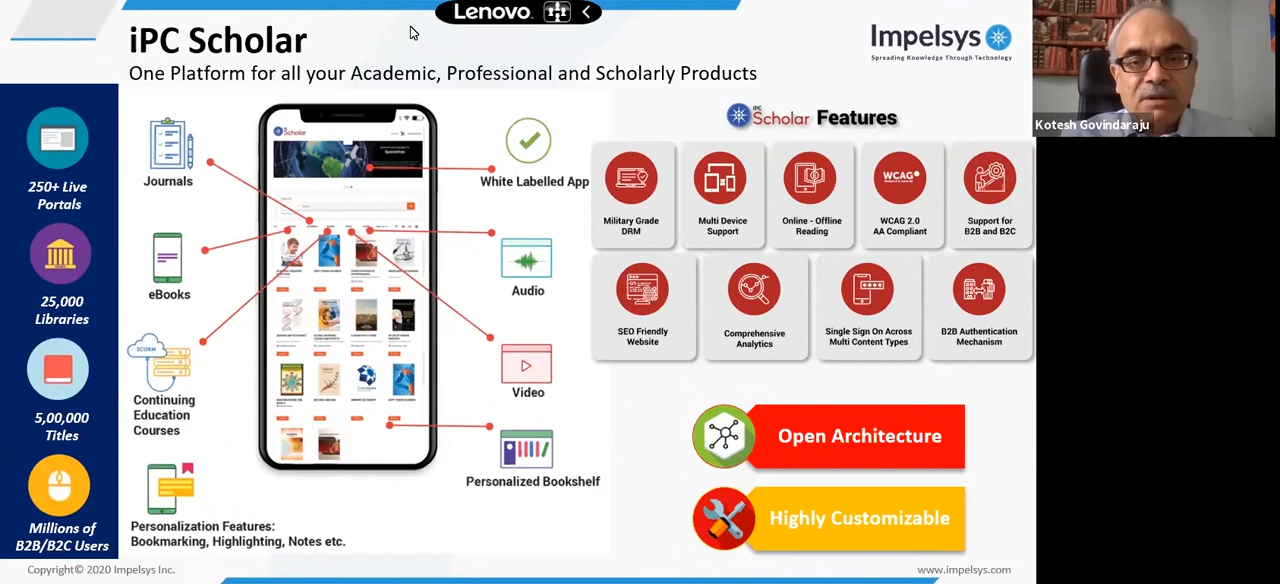 Lenovo
iPC Scholar
One Platform for all your Academic, Professional and Scholarly Products
Impelsys
Spreading Knowledge Through Technology
Kotesh Govindaraju
250+ Live
Portals
25,000
Libraries
5,00,000
Titles
Millions of
B2B/B2C Users
Journals
eBooks
SCORM
Continuing
Education
Courses
Personalization Features:
Bookmarking, Highlighting, Notes etc.
Scholar
White Labelled App
Audio
Video
Personalized Bookshelf
iPC
Scholar Features
Military Grade
DRM
Multi Device
Support
Online - Offline
Reading
WCAG
WCAG 2.0
AA Compliant
Support for
B2B and B2C
SEO Friendly
Website
Comprehensive
Analytics
Single Sign On Across
Multi Content Types
B2B Authentication
Mechanism
Open Architecture
Highly Customizable
Copyright© 2020 Impelsys Inc.
www.impelsys.com